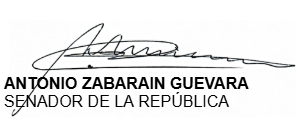 ANTONIO ZABARAIN GUEVARA
SENADOR DE LA REPÚBLICA